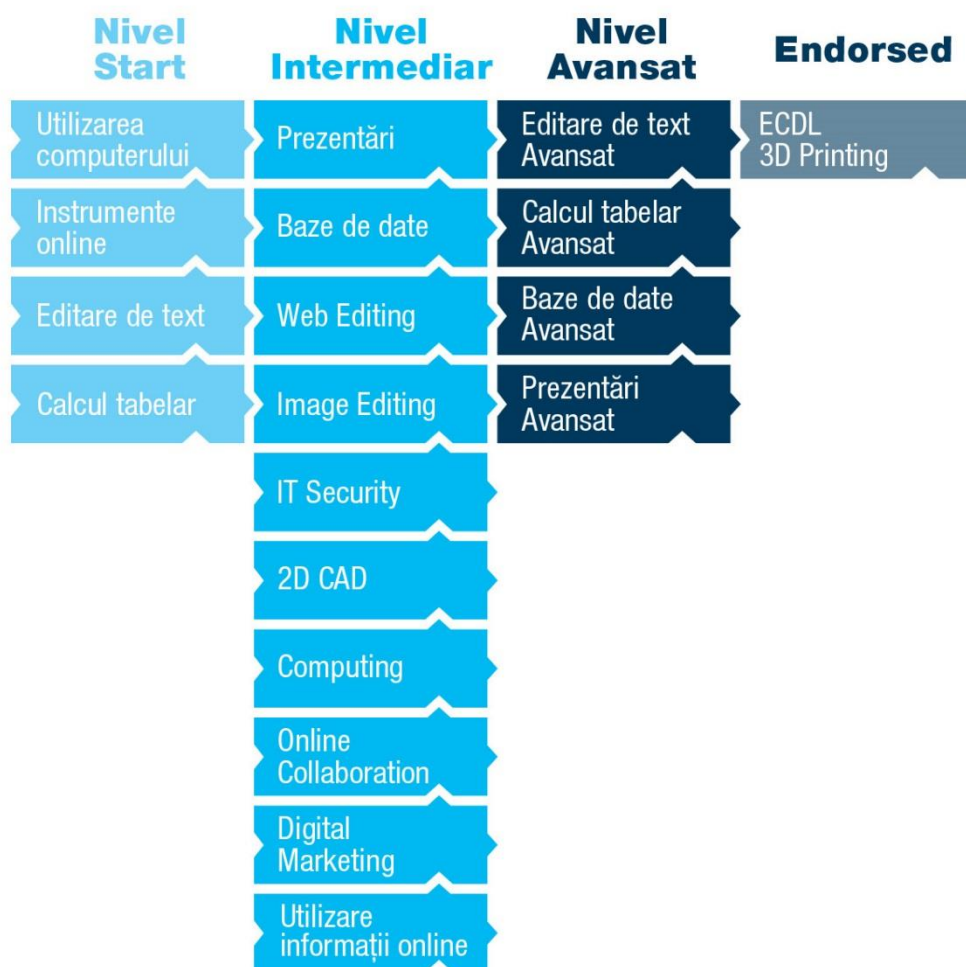 Nivel
Start
Utilizarea
computerului
Instrumente
online
Editare de text
Calcul tabelar
Nivel
Intermediar
Prezentări
Baze de date
Web Editing
Image Editing
IT Security
2D CAD
Computing
Online
Collaboration
Digital
Marketing
Utilizare
informații online
Nivel
Avansat
Editare de text
Avansat
Calcul tabelar
Avansat
Baze de date
Avansat
Prezentări
Avansat
Endorsed
ECDL
3D Printing